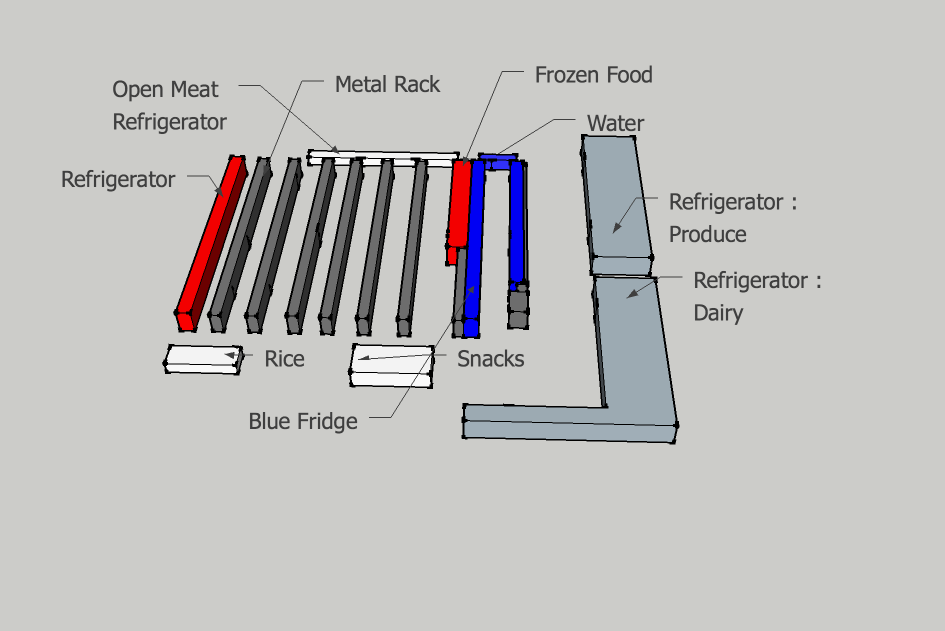 Frozen Food
Open Meat
Refrigerator
Metal Rack
Water
Refrigerator
Refrigerator :
Produce
Refrigerator :
Dairy
Rice
Snacks
Blue Fridge